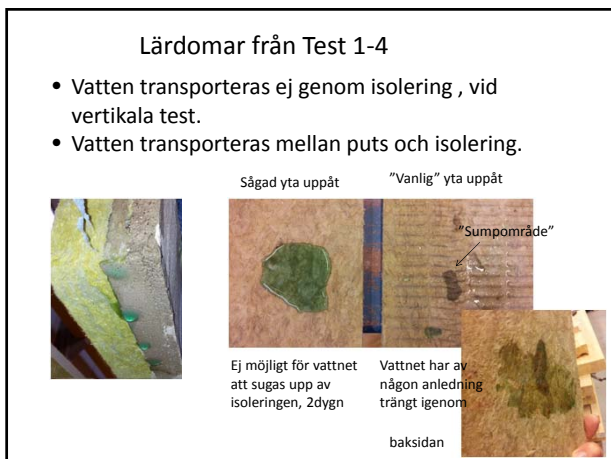 Lärdomar från Test 1-4
• Vatten transporteras ej genom isolering , vid
vertikala test.
• Vatten transporteras mellan puts och isolering.
Sågad yta uppåt
”Vanlig” yta uppåt
”Sumpområde”
Ej möjligt för vattnet
att sugas upp av
isoleringen, 2dygn
Vattnet har av
någon anledning
trängt igenom
baksidan